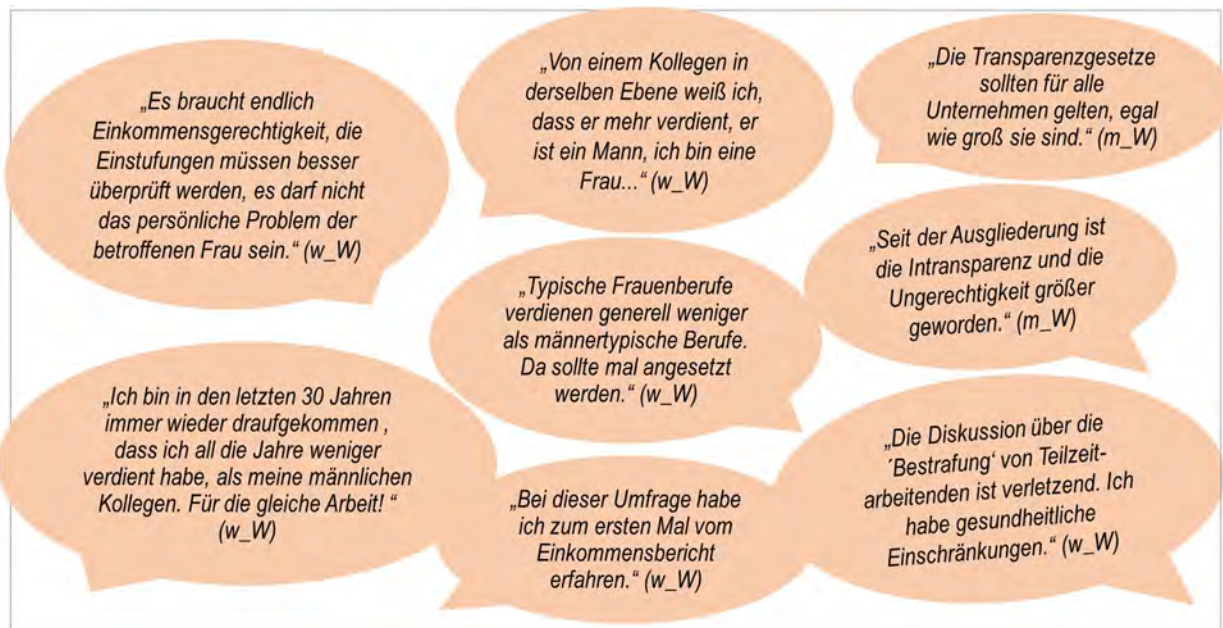 „Es braucht endlich
Einkommensgerechtigkeit, die
Einstufungen müssen besser
überprüft werden, es darf nicht
das persönliche Problem der
betroffenen Frau sein.“ (w_W)
„Von einem Kollegen in
derselben Ebene weiß ich,
dass er mehr verdient, er
ist ein Mann, ich bin eine
Frau...“ (w_W)
„Die Transparenzgesetze
sollten für alle
Unternehmen gelten, egal
wie groß sie sind.“ (m_W)
„Seit der Ausgliederung ist
die Intransparenz und die
Ungerechtigkeit größer
geworden.“ (m_W)
„Typische Frauenberufe
verdienen generell weniger
als männertypische Berufe.
Da sollte mal angesetzt
werden.“ (w_W)
„Ich bin in den letzten 30 Jahren
immer wieder draufgekommen ,
dass ich all die Jahre weniger
verdient habe, als meine männlichen
Kollegen. Für die gleiche Arbeit! “
(w_W)
„Bei dieser Umfrage habe
ich zum ersten Mal vom
Einkommensbericht
erfahren.“ (w_W)
„Die Diskussion über die
´Bestrafung‘ von Teilzeit-
arbeitenden ist verletzend. Ich
habe gesundheitliche
Einschränkungen.“ (w_W)